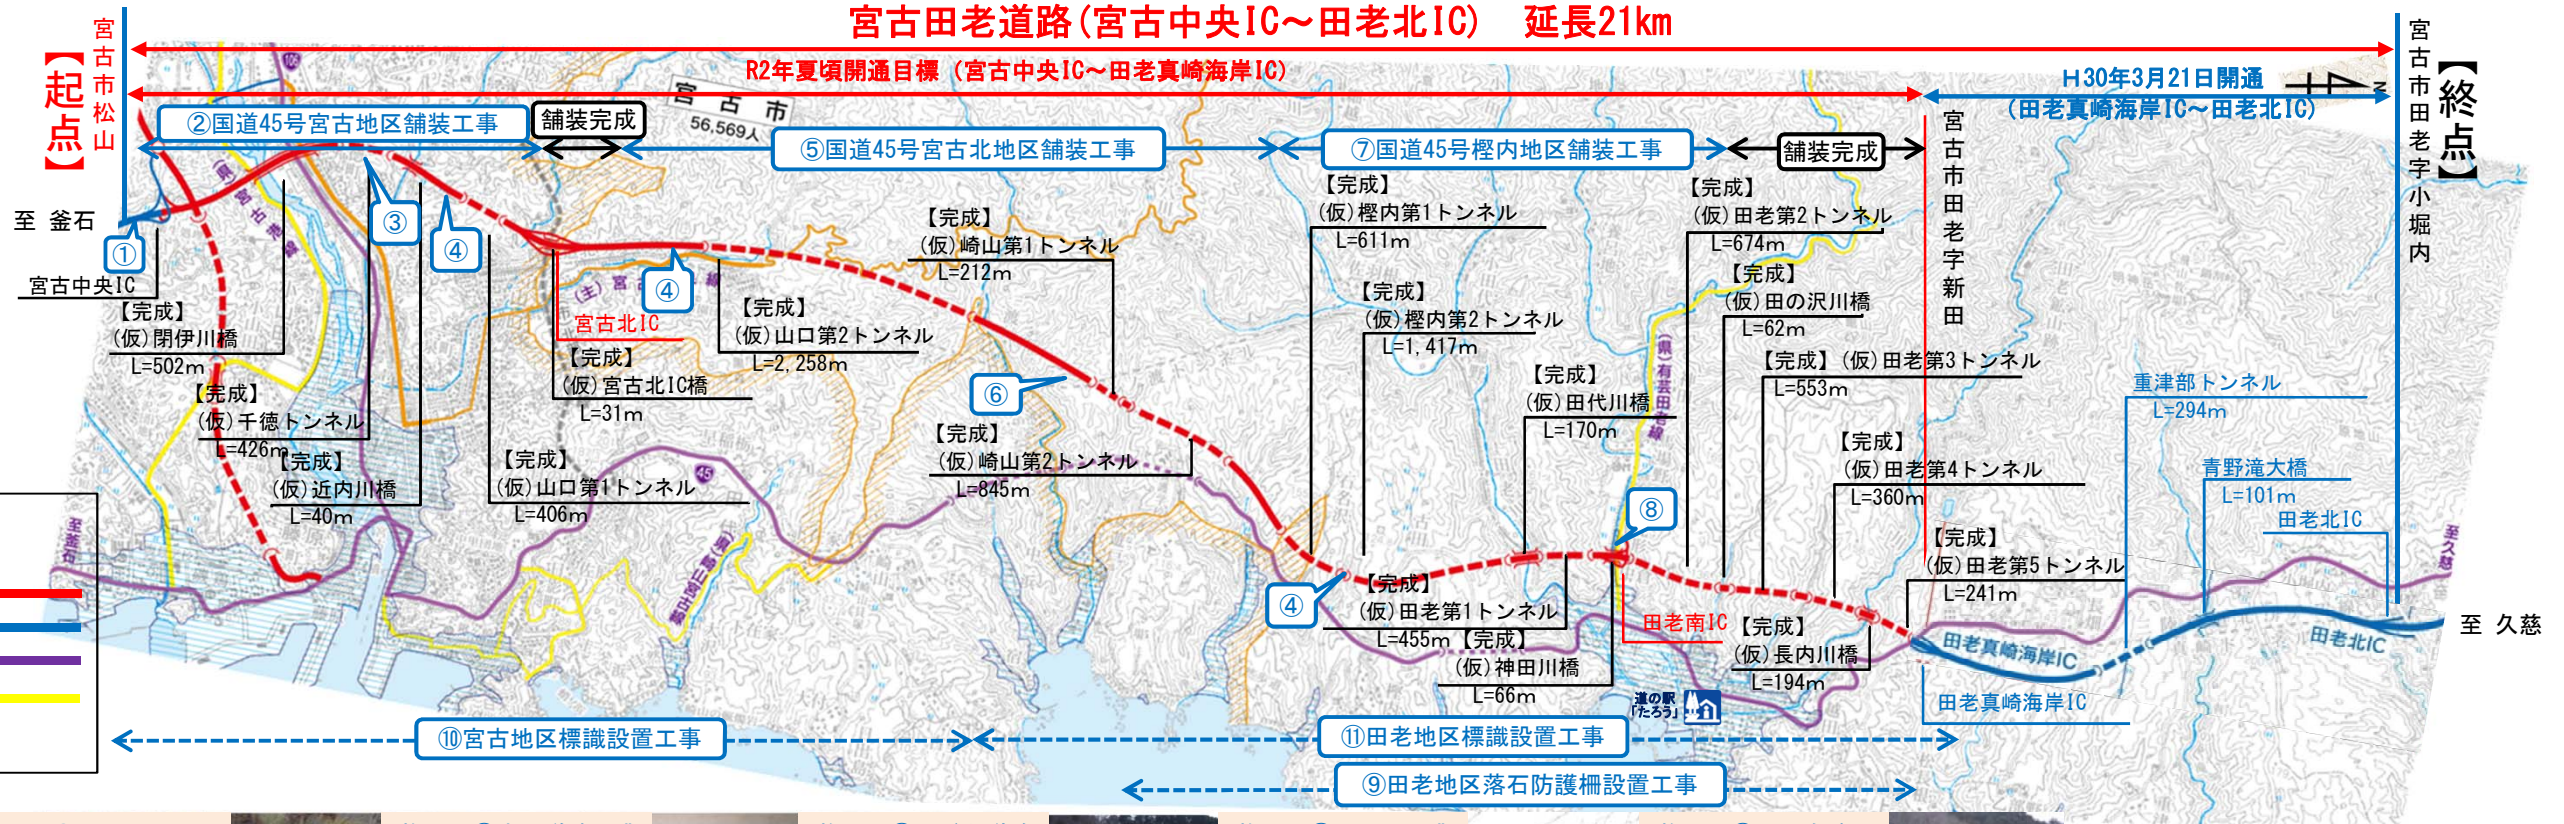 宮古田老道路(宮古中央IC～田老北IC)　延長21km
【起点】
宮古市松山
R2年夏頃開通目標（宮古中央IC～田老真崎海岸IC）
H30年3月21日開通
（田老真崎海岸IC～田老北IC）
N
宮古市田老字小堀内
【終点】
106
宮古市
56,569人
②国道45号宮古地区舗装工事
舗装完成
⑤国道45号宮古北地区舗装工事
⑦国道45号樫内地区舗装工事
舗装完成
宮古市田老字新田
至 釜石
①
③
④
④
⑥
④
⑧
宮古中央IC
【完成】
(仮)閉伊川橋
L=502m
【完成】
(仮)千徳トンネル
L=426m
【完成】
(仮)近内川橋
L=40m
【完成】
(仮)山口第1トンネル
L=406m
宮古北IC
【完成】
(仮)宮古北IC橋
L=31m
【完成】
(仮)山口第2トンネル
L=2,258m
【完成】
(仮)崎山第1トンネル
L=212m
【完成】
(仮)崎山第2トンネル
L=845m
【完成】
(仮)樫内第1トンネル
L=611m
【完成】
(仮)樫内第2トンネル
L=1,417m
【完成】
(仮)田代川橋
L=170m
【完成】
(仮)田老第1トンネル
L=455m
【完成】
(仮)神田川橋
L=66m
田老南IC
【完成】
(仮)田老第2トンネル
L=674m
【完成】
(仮)田の沢川橋
L=62m
【完成】(仮)田老第3トンネル
L=553m
【完成】
(仮)田老第4トンネル
L=360m
【完成】
(仮)長内川橋
L=194m
【完成】
(仮)田老第5トンネル
L=241m
重津部トンネル
L=294m
青野滝大橋
L=101m
田老北IC
田老真崎海岸IC
田老北IC
田老真崎海岸IC
至 久慈
至久慈
至釜石
45
(県)有芸田老線
道の駅
「たろう」
⑩宮古地区標識設置工事
⑪田老地区標識設置工事
⑨田老地区落石防護柵設置工事